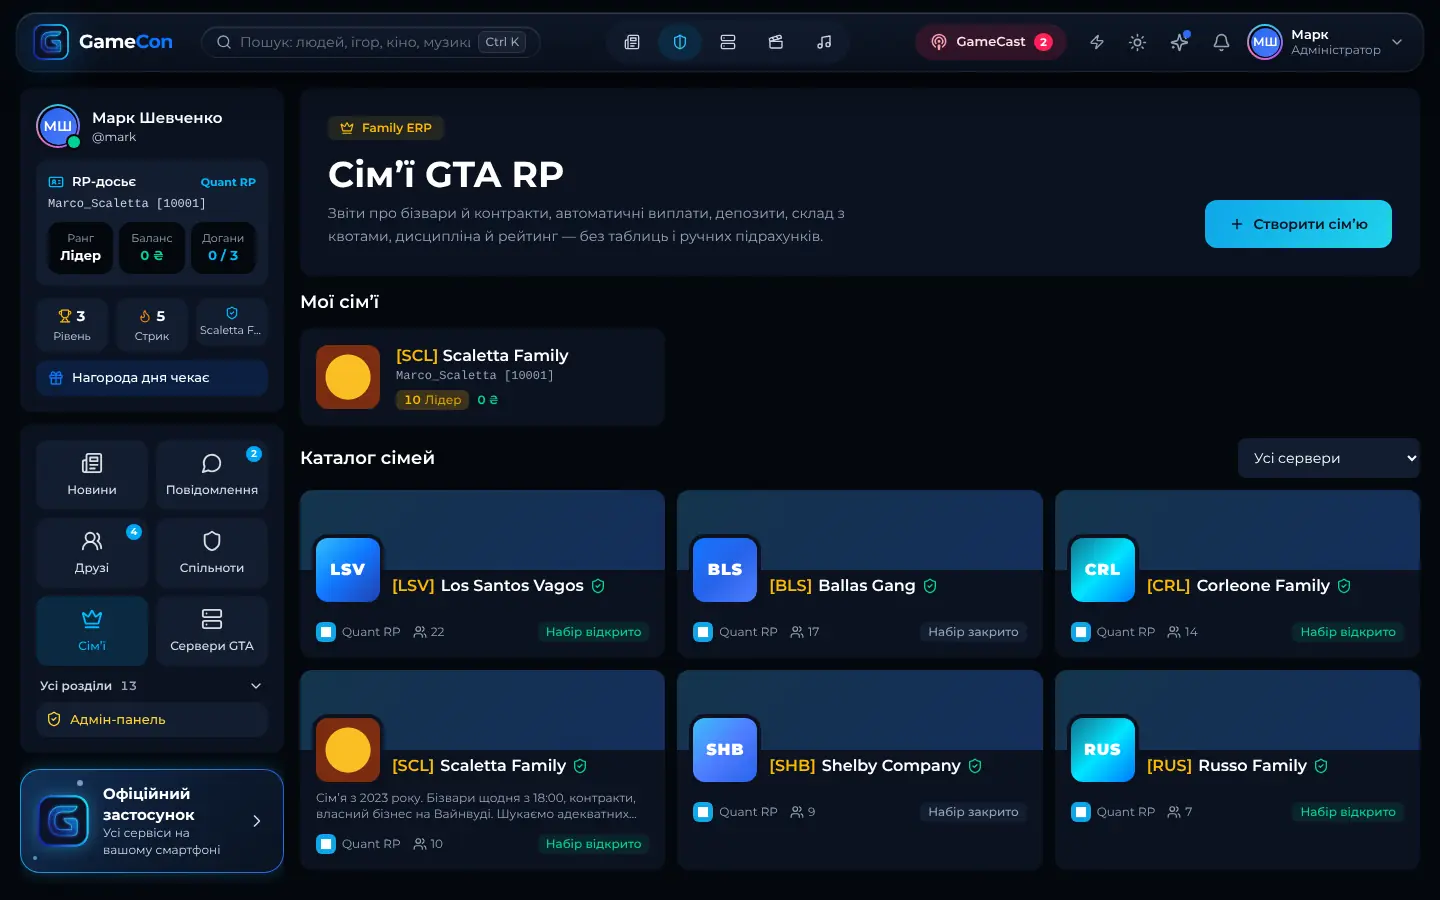 GameCon
Пошук: людей, ігор, кіно, музики
Ctrl K
GameCast 2
МШ
Марк
Адміністратор
МШ
Марк Шевченко
@mark
RP-досьє
Quant RP
Marco_Scaletta [10001]
Ранг
Лідер
Баланс
0 ₴
Догани
0 / 3
3
Рівень
5
Стрик
Scaletta F...
Нагорода дня чекає
Новини
Повідомлення
2
Друзі
4
Спільноти
Сім’ї
Сервери GTA
Усі розділи 13
Адмін-панель
Офіційний
застосунок
Усі сервіси на
вашому смартфоні
Family ERP
Сім’ї GTA RP
Звіти про бізвари й контракти, автоматичні виплати, депозити, склад з
квотами, дисципліна й рейтинг — без таблиць і ручних підрахунків.
+ Створити сім’ю
Мої сім’ї
[SCL] Scaletta Family
Marco_Scaletta [10001]
10 Лідер 0 ₴
Каталог сімей
Усі сервери
LSV
[LSV] Los Santos Vagos
Quant RP 22
Набір відкрито
BLS
[BLS] Ballas Gang
Quant RP 17
Набір закрито
CRL
[CRL] Corleone Family
Quant RP 14
Набір відкрито
[SCL] Scaletta Family
Сім’я з 2023 року. Бізвари щодня з 18:00, контракти,
власний бізнес на Вайнвуді. Шукаємо адекватних...
Quant RP 10
Набір відкрито
SHB
[SHB] Shelby Company
Quant RP 9
Набір закрито
RUS
[RUS] Russo Family
Quant RP 7
Набір відкрито